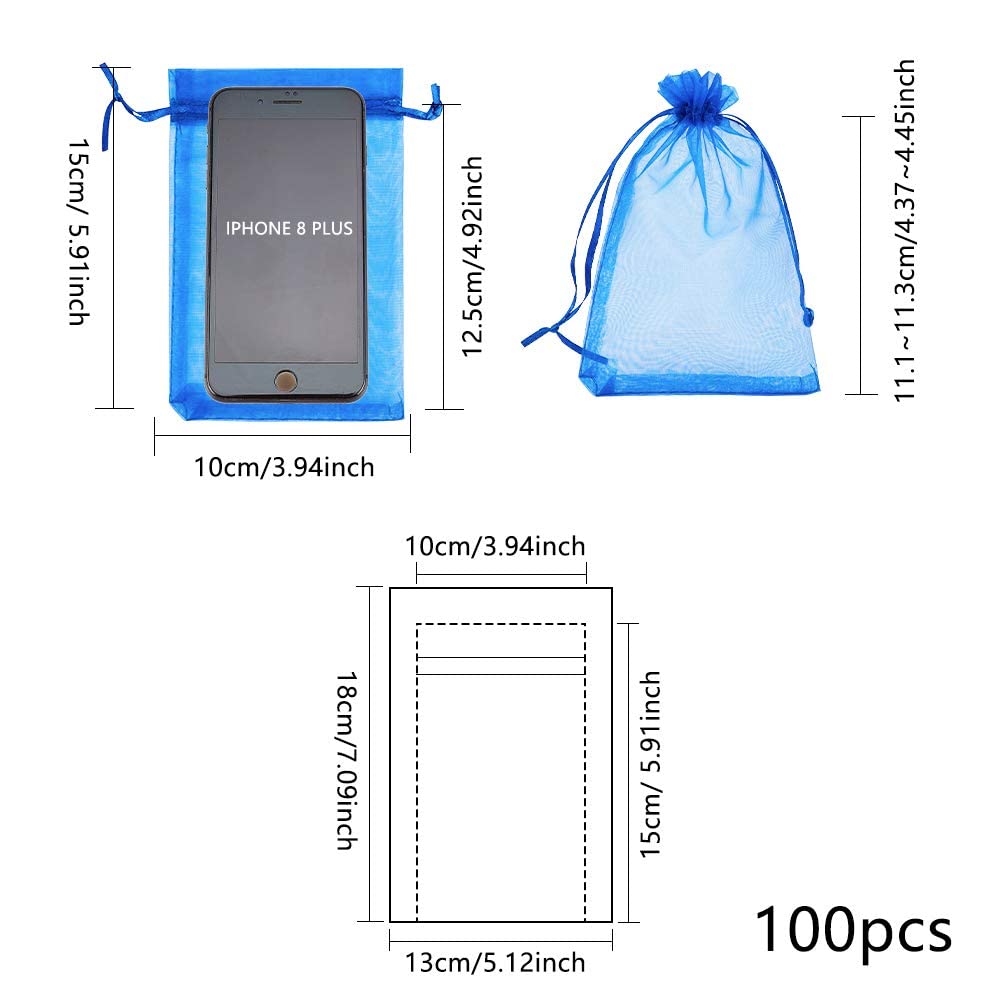 15cm/ 5.91inch
IPHONE 8 PLUS
12.5cm/4.92inch
10cm/3.94inch
11.1~11.3cm/4.37~4.45inch
10cm/3.94inch
18cm/7.09inch
15cm/ 5.91inch
13cm/5.12inch
100pcs